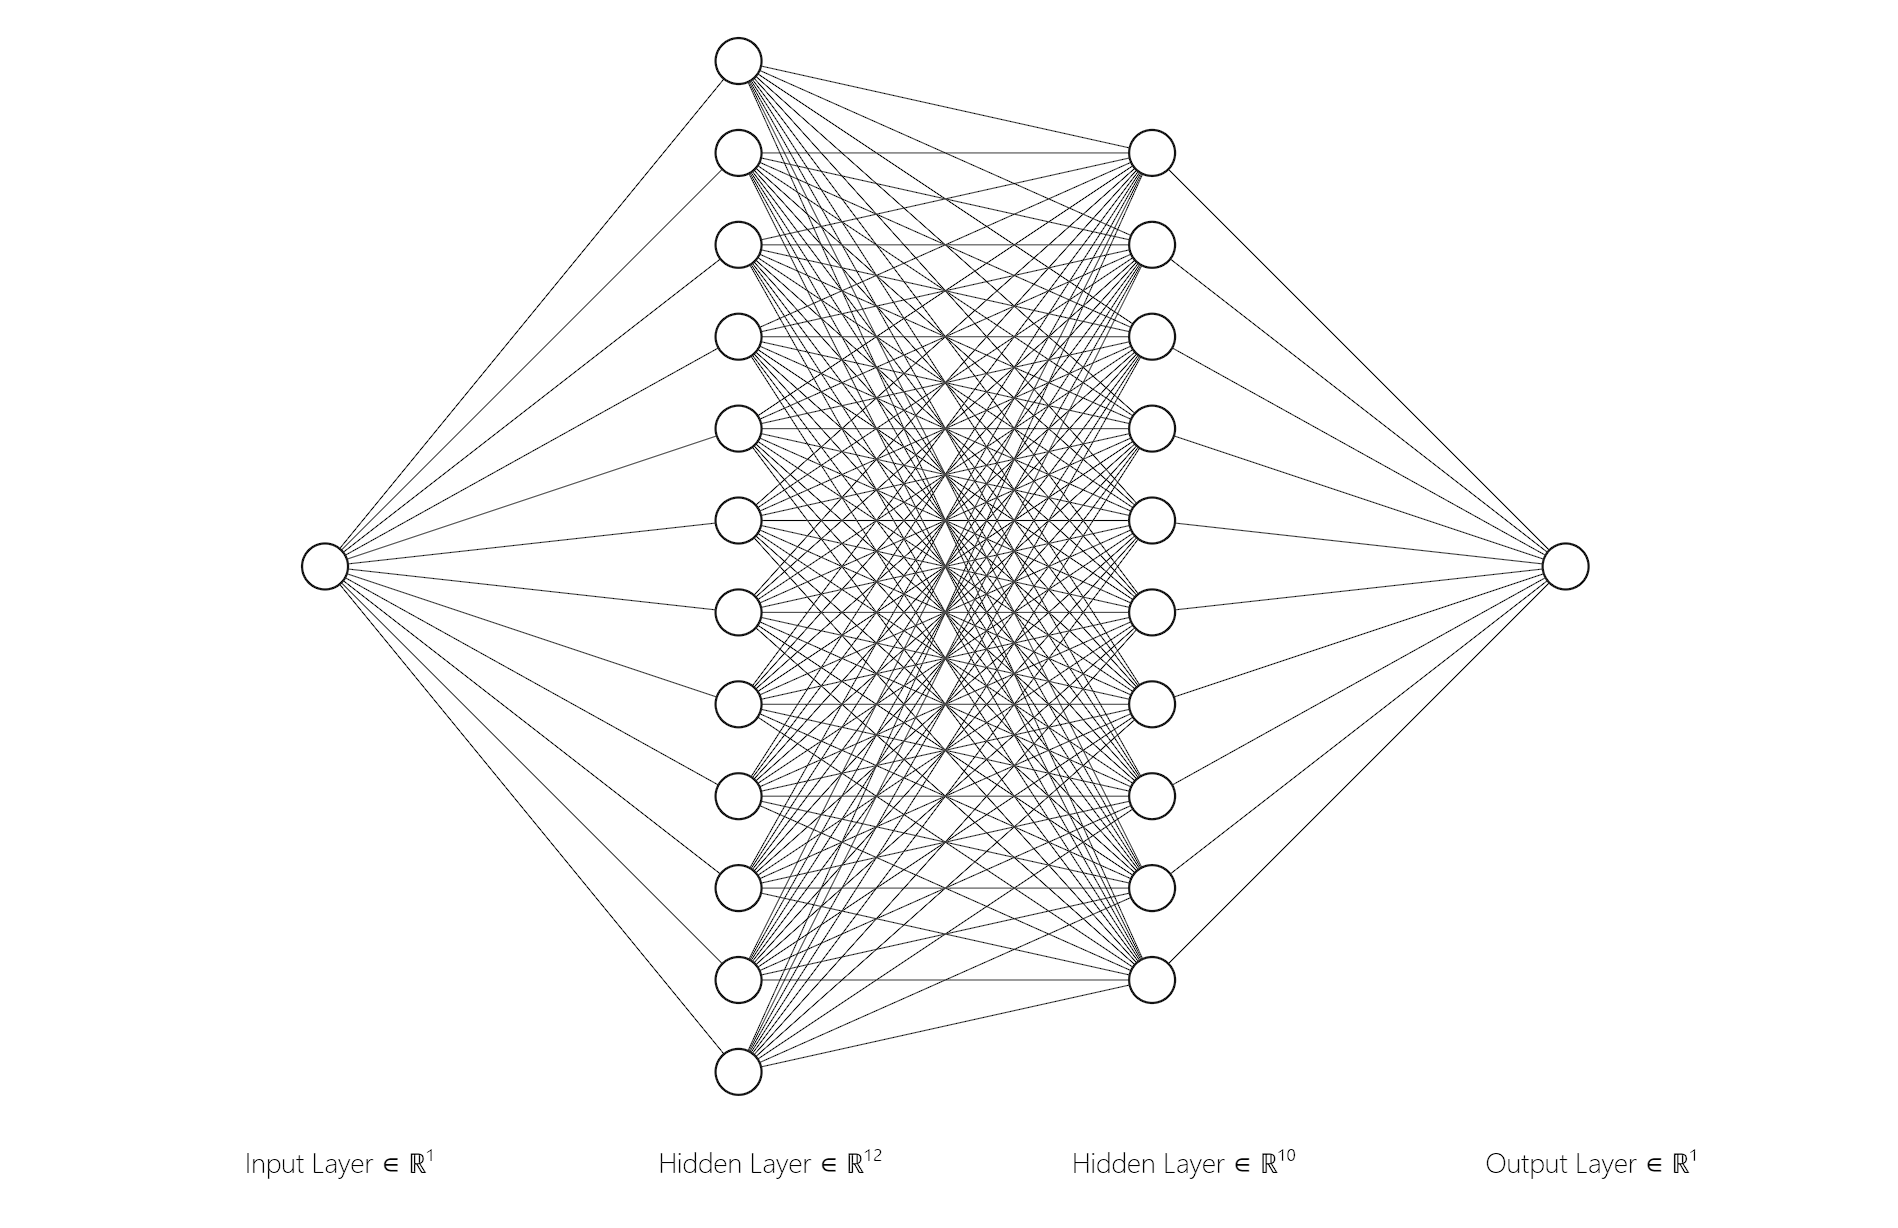 Input Layer ∈ ℝ¹
Hidden Layer ∈ ℝ¹²
Hidden Layer ∈ ℝ¹⁰
Output Layer ∈ ℝ¹